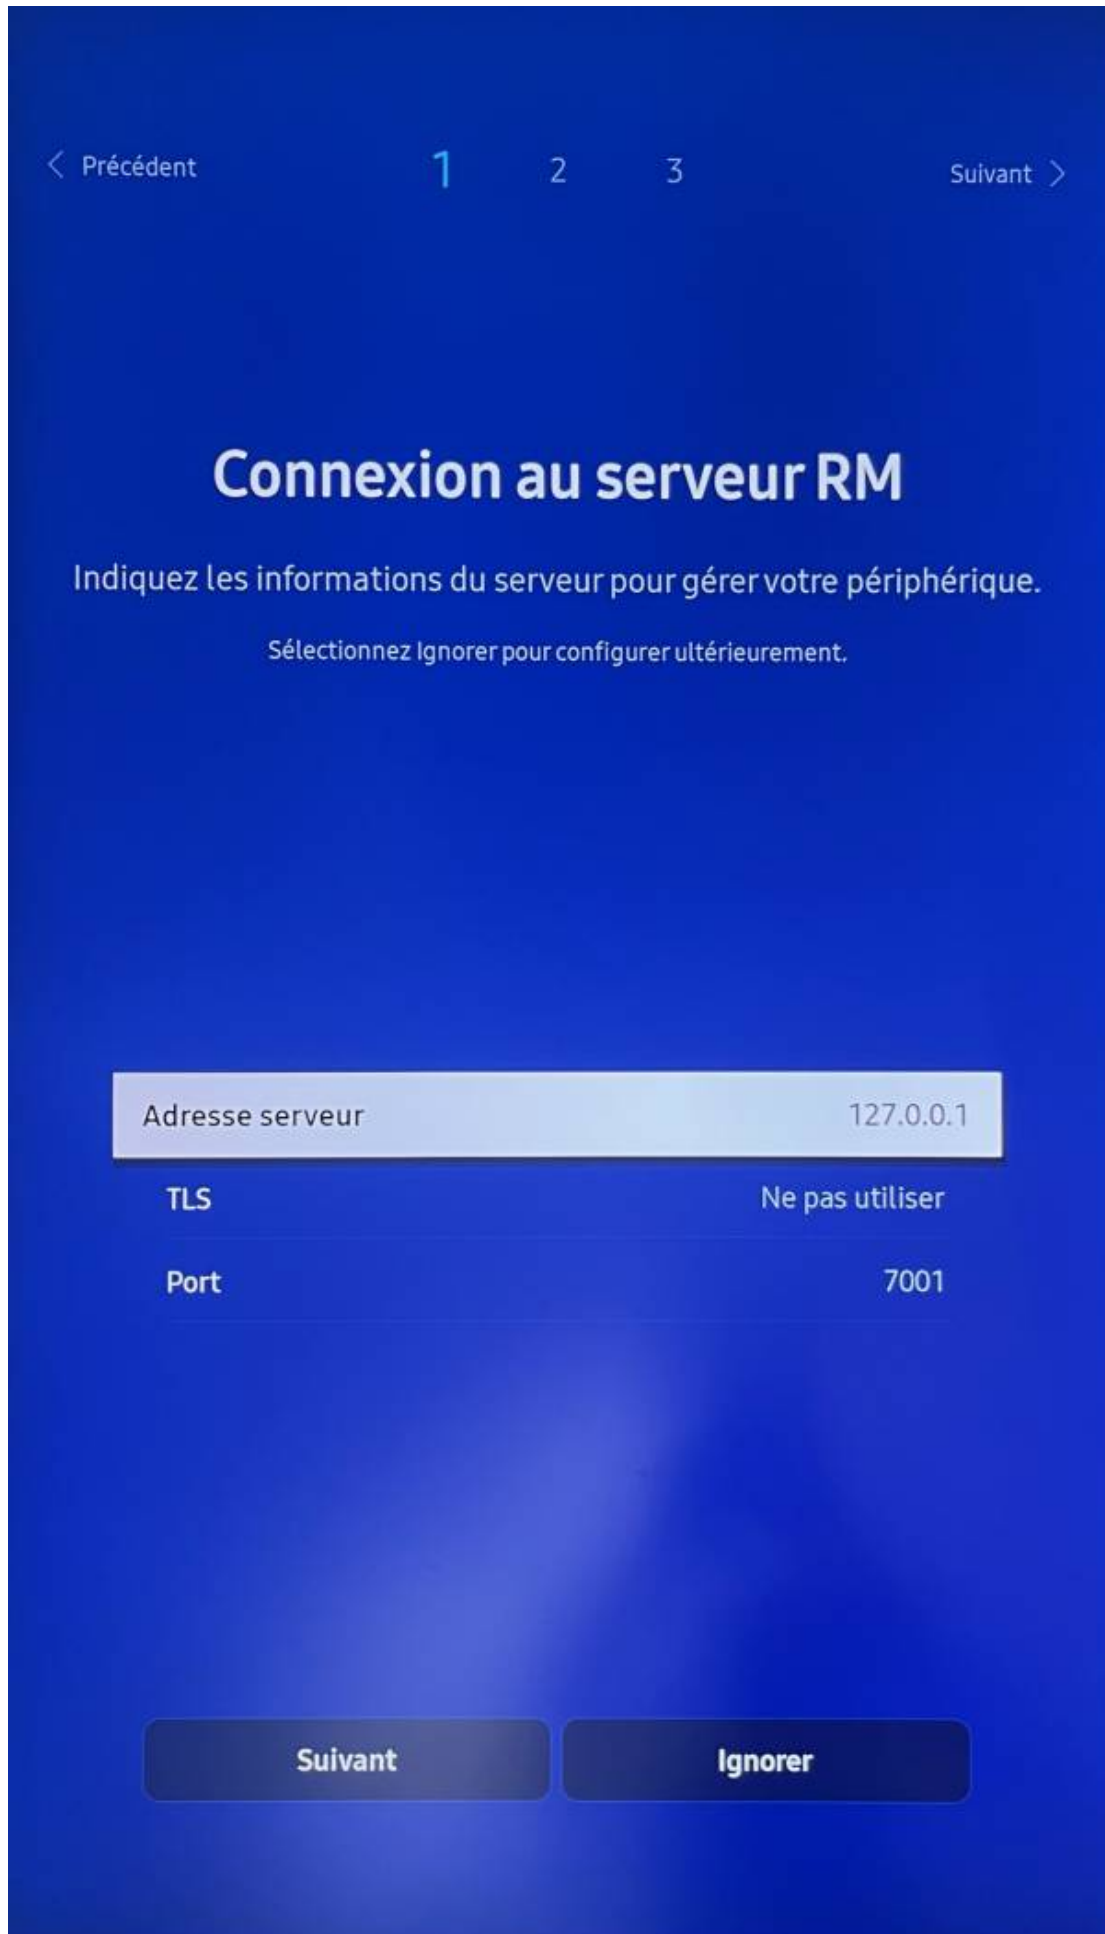 Précédent
1
2
3
Suivant
Connexion au serveur RM
Indiquez les informations du serveur pour gérer votre périphérique.
Sélectionnez Ignorer pour configurer ultérieurement.
Adresse serveur 127.0.0.1
TLS Ne pas utiliser
Port 7001
Suivant
Ignorer